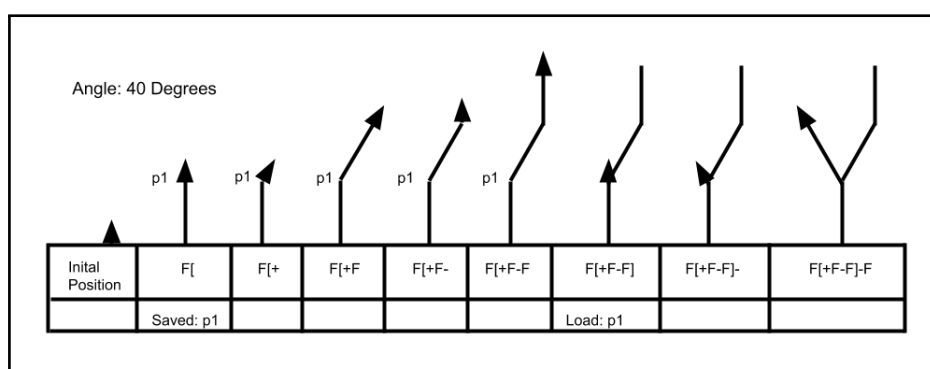 Angle: 40 Degrees
p1
p1
p1
p1
p1
Inital
Position
F[
F[+
F[+F
F[+F-
F[+F-F
F[+F-F]
F[+F-F]-
F[+F-F]-F
Saved: p1
Load: p1